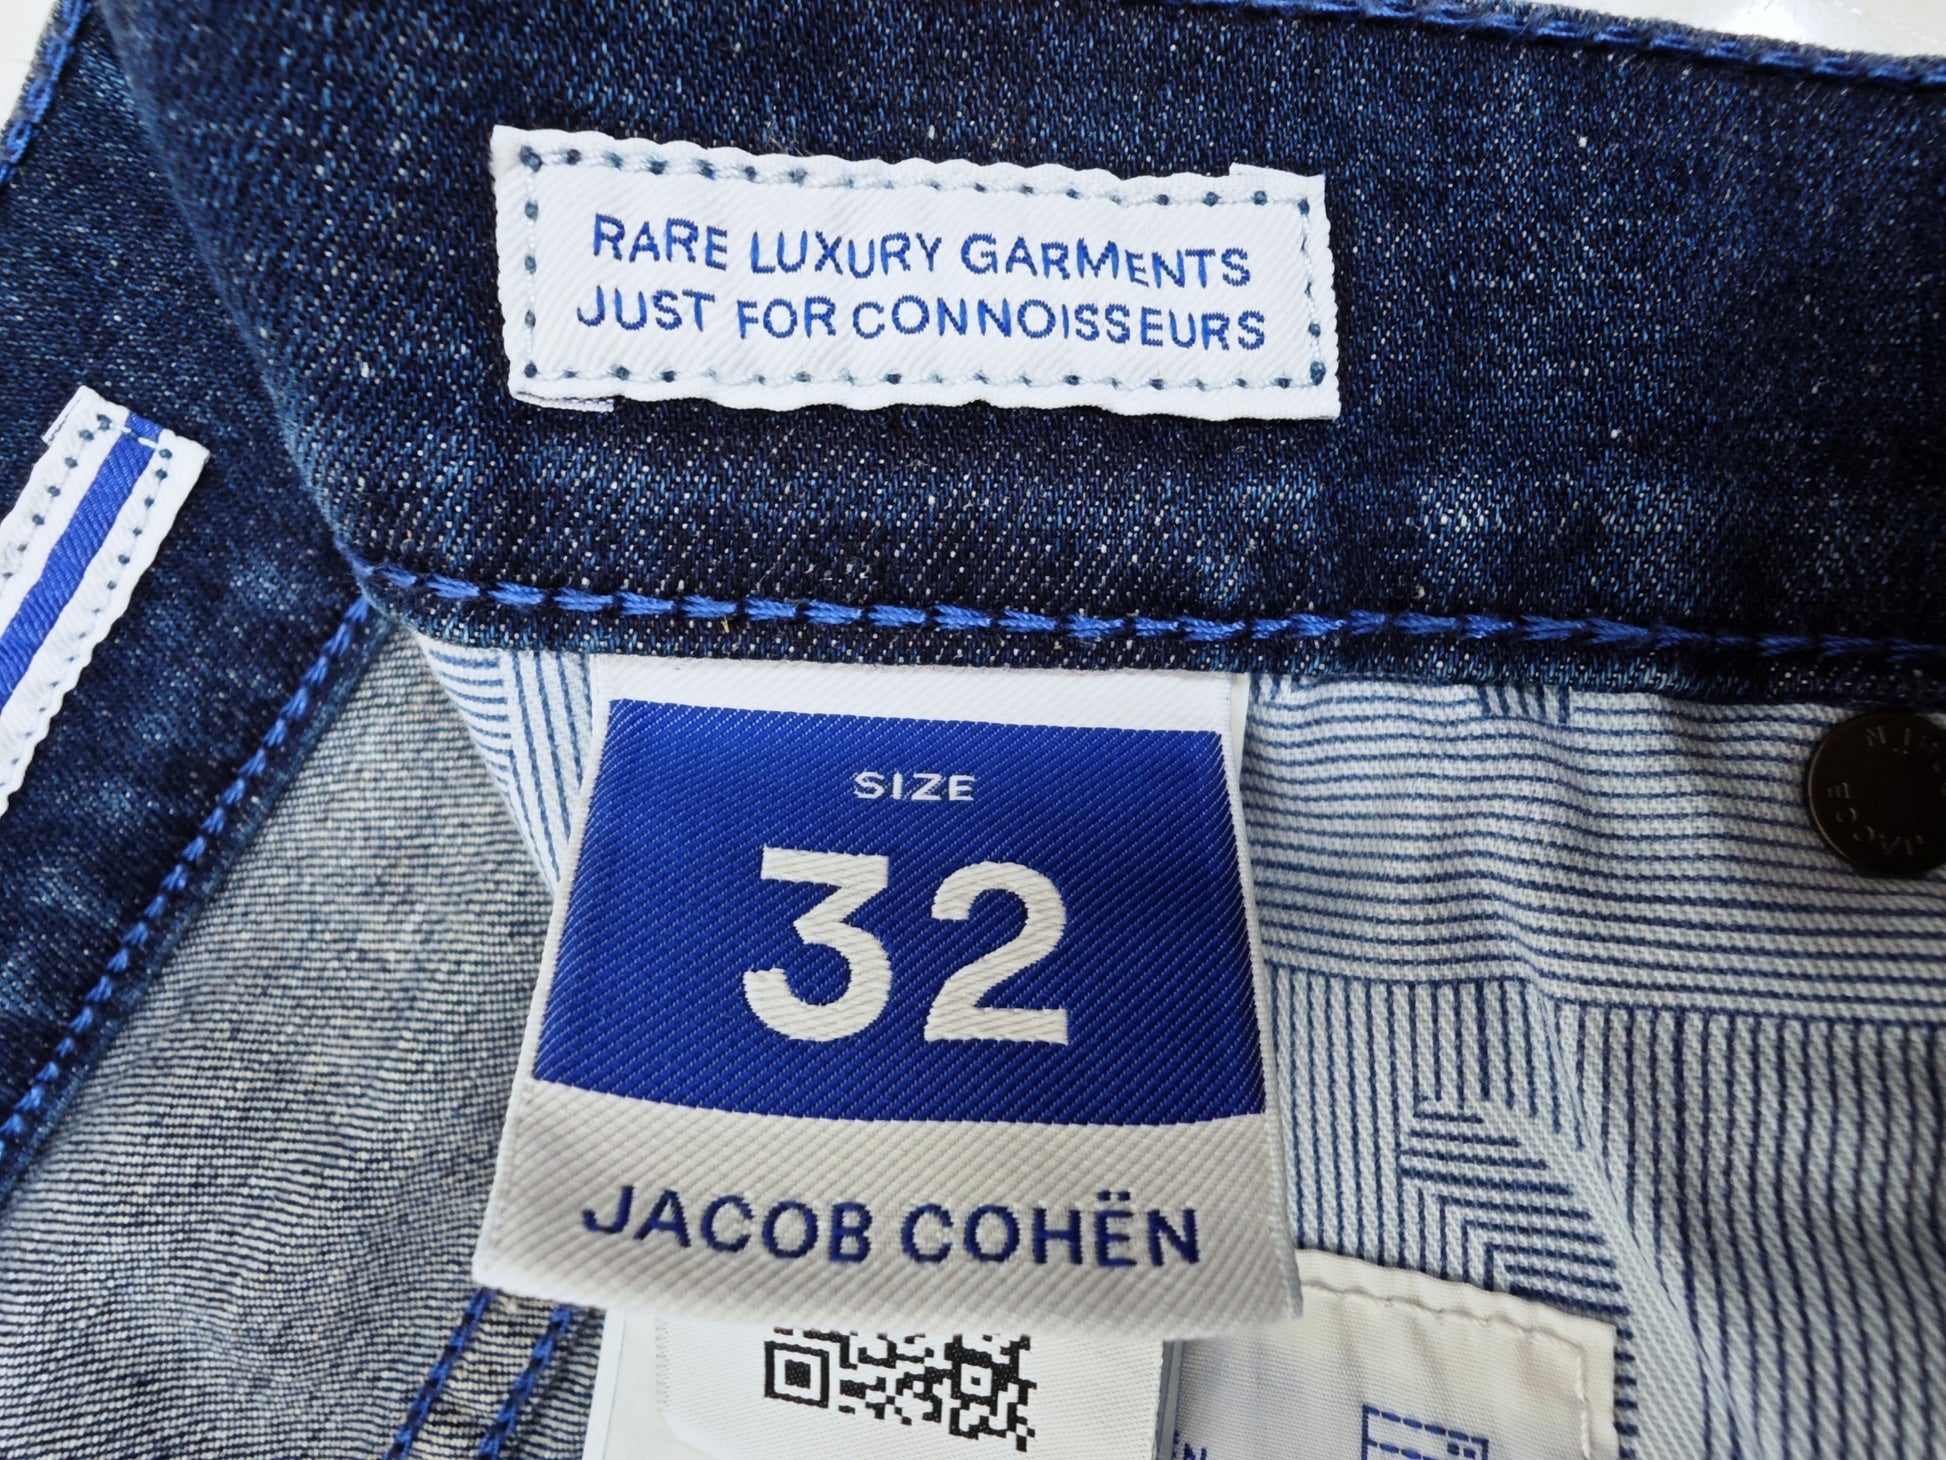 RARE LUXURY GARMENTS
JUST FOR CONNOISSEURS
SIZE
32
JACOB COHËN